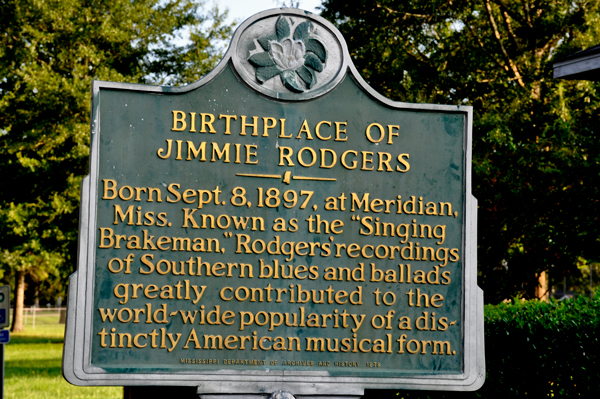 BIRTHPLACE OF
JIMMIE RODGERS
Born Sept. 8, 1897, at Meridian,
Miss. Known as the "Singing
Brakeman," Rodgers' recordings
of Southern blues and ballads
greatly contributed to the
world-wide popularity of a dis-
tinctly American musical form.
MISSISSIPPI DEPARTMENT OF ARCHIVES AND HISTORY